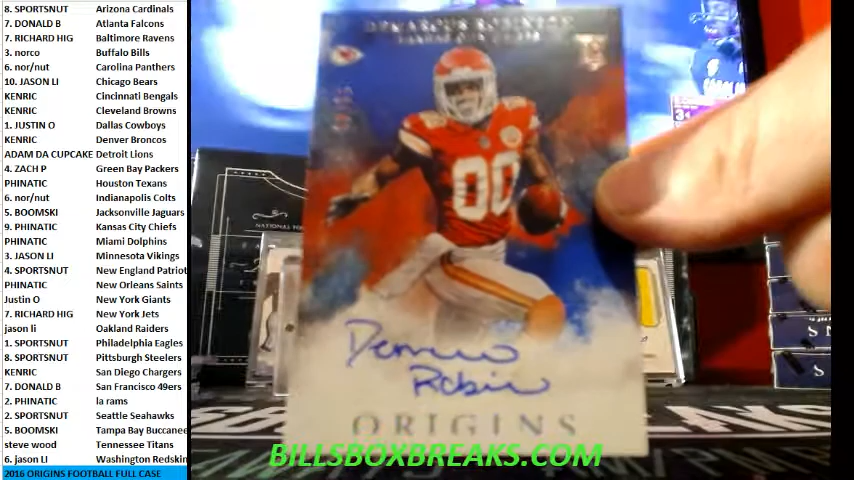 8. SPORTSNUT Arizona Cardinals
2. DONALD B Atlanta Falcons
7. RICHARD HIG Baltimore Ravens
3. norco Buffalo Bills
6. nor/nut Carolina Panthers
10. JASON LI Chicago Bears
KENRIC Cincinnati Bengals
KENRIC Cleveland Browns
1. JUSTIN O Dallas Cowboys
KENRIC Denver Broncos
ADAM DA CUPCAKE Detroit Lions
4. ZACH P Green Bay Packers
PHINATIC Houston Texans
6. nor/nut Indianapolis Colts
5. BOOMSKI Jacksonville Jaguars
9. PHINATIC Kansas City Chiefs
PHINATIC Miami Dolphins
3. JASON LI Minnesota Vikings
4. SPORTSNUT New England Patriot
PHINATIC New Orleans Saints
Justin O New York Giants
7. RICHARD HIG New York Jets
jason li Oakland Raiders
1. SPORTSNUT Philadelphia Eagles
8. SPORTSNUT Pittsburgh Steelers
KENRIC San Diego Chargers
7. DONALD B San Francisco 49ers
2. PHINATIC la rams
2. SPORTSNUT Seattle Seahawks
5. BOOMSKI Tampa Bay Buccanee
steve wood Tennessee Titans
6. jason LI Washington Redskin
2016 ORIGINS FOOTBALL FULL CASE
DEMARCUS ROBINSON
00
ORIGINS
BILLSBOXBREAKS.COM